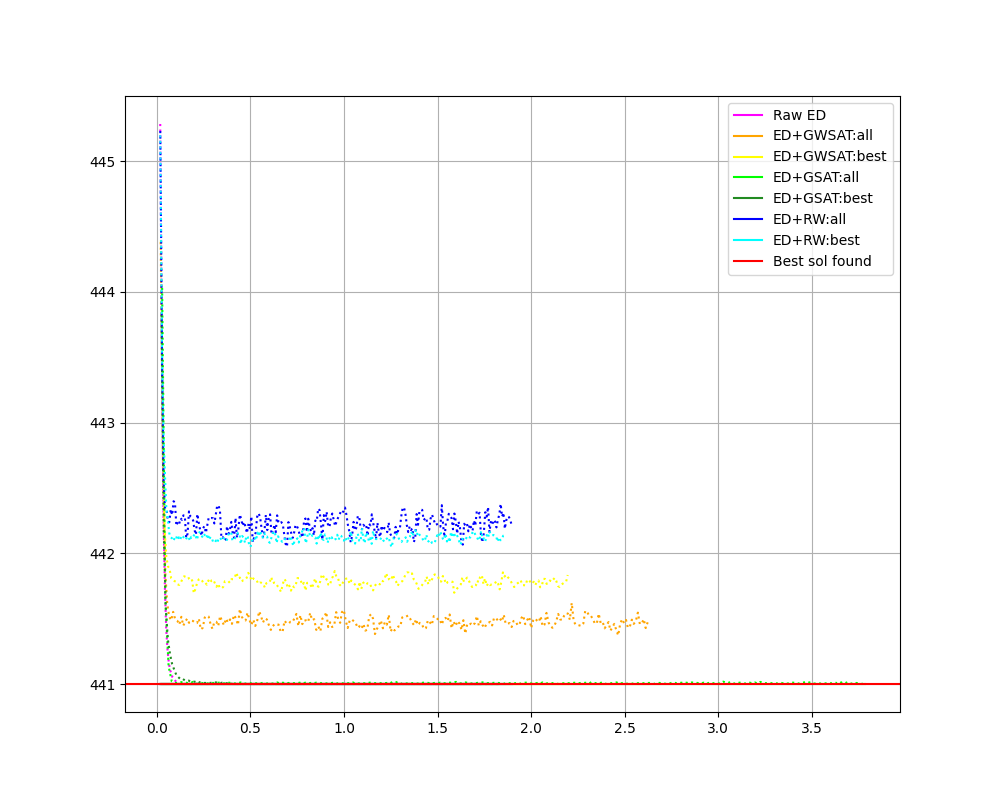 445
444
443
442
441
0.0
0.5
1.0
1.5
2.0
2.5
3.0
3.5
Raw ED
ED+GWSAT:all
ED+GWSAT:best
ED+GSAT:all
ED+GSAT:best
ED+RW:all
ED+RW:best
Best sol found